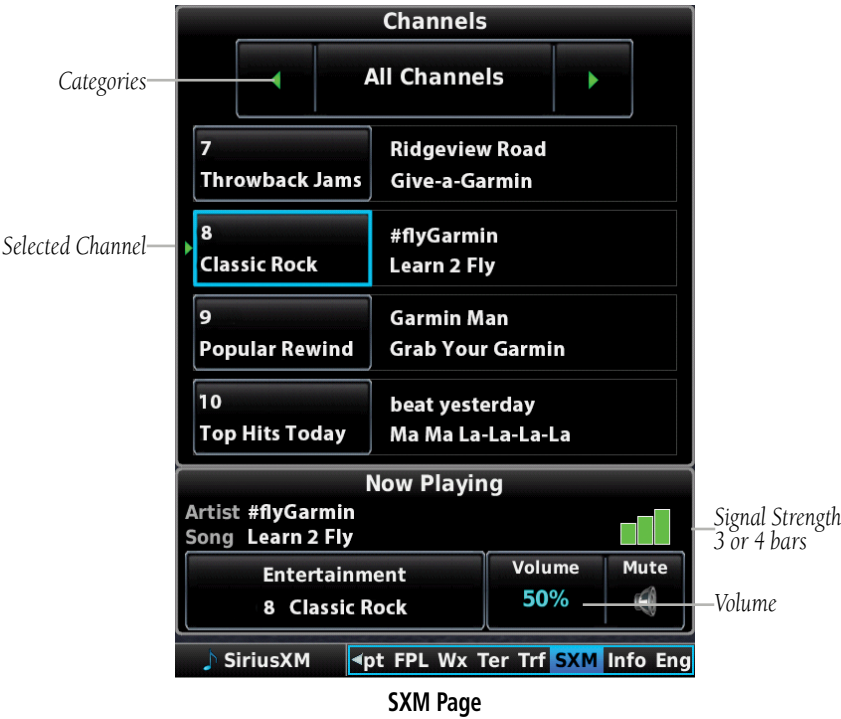 Channels
Categories
All Channels
7
Throwback Jams
Ridgeview Road
Give-a-Garmin
Selected Channel
8
Classic Rock
#flyGarmin
Learn 2 Fly
9
Popular Rewind
Garmin Man
Grab Your Garmin
10
Top Hits Today
beat yesterday
Ma Ma La-La-La-La
Now Playing
Artist #flyGarmin
Song Learn 2 Fly
Signal Strength
3 or 4 bars
Entertainment
8 Classic Rock
Volume
50%
Mute
Volume
SiriusXM
pt FPL Wx Ter Trf SXM Info Eng
SXM Page